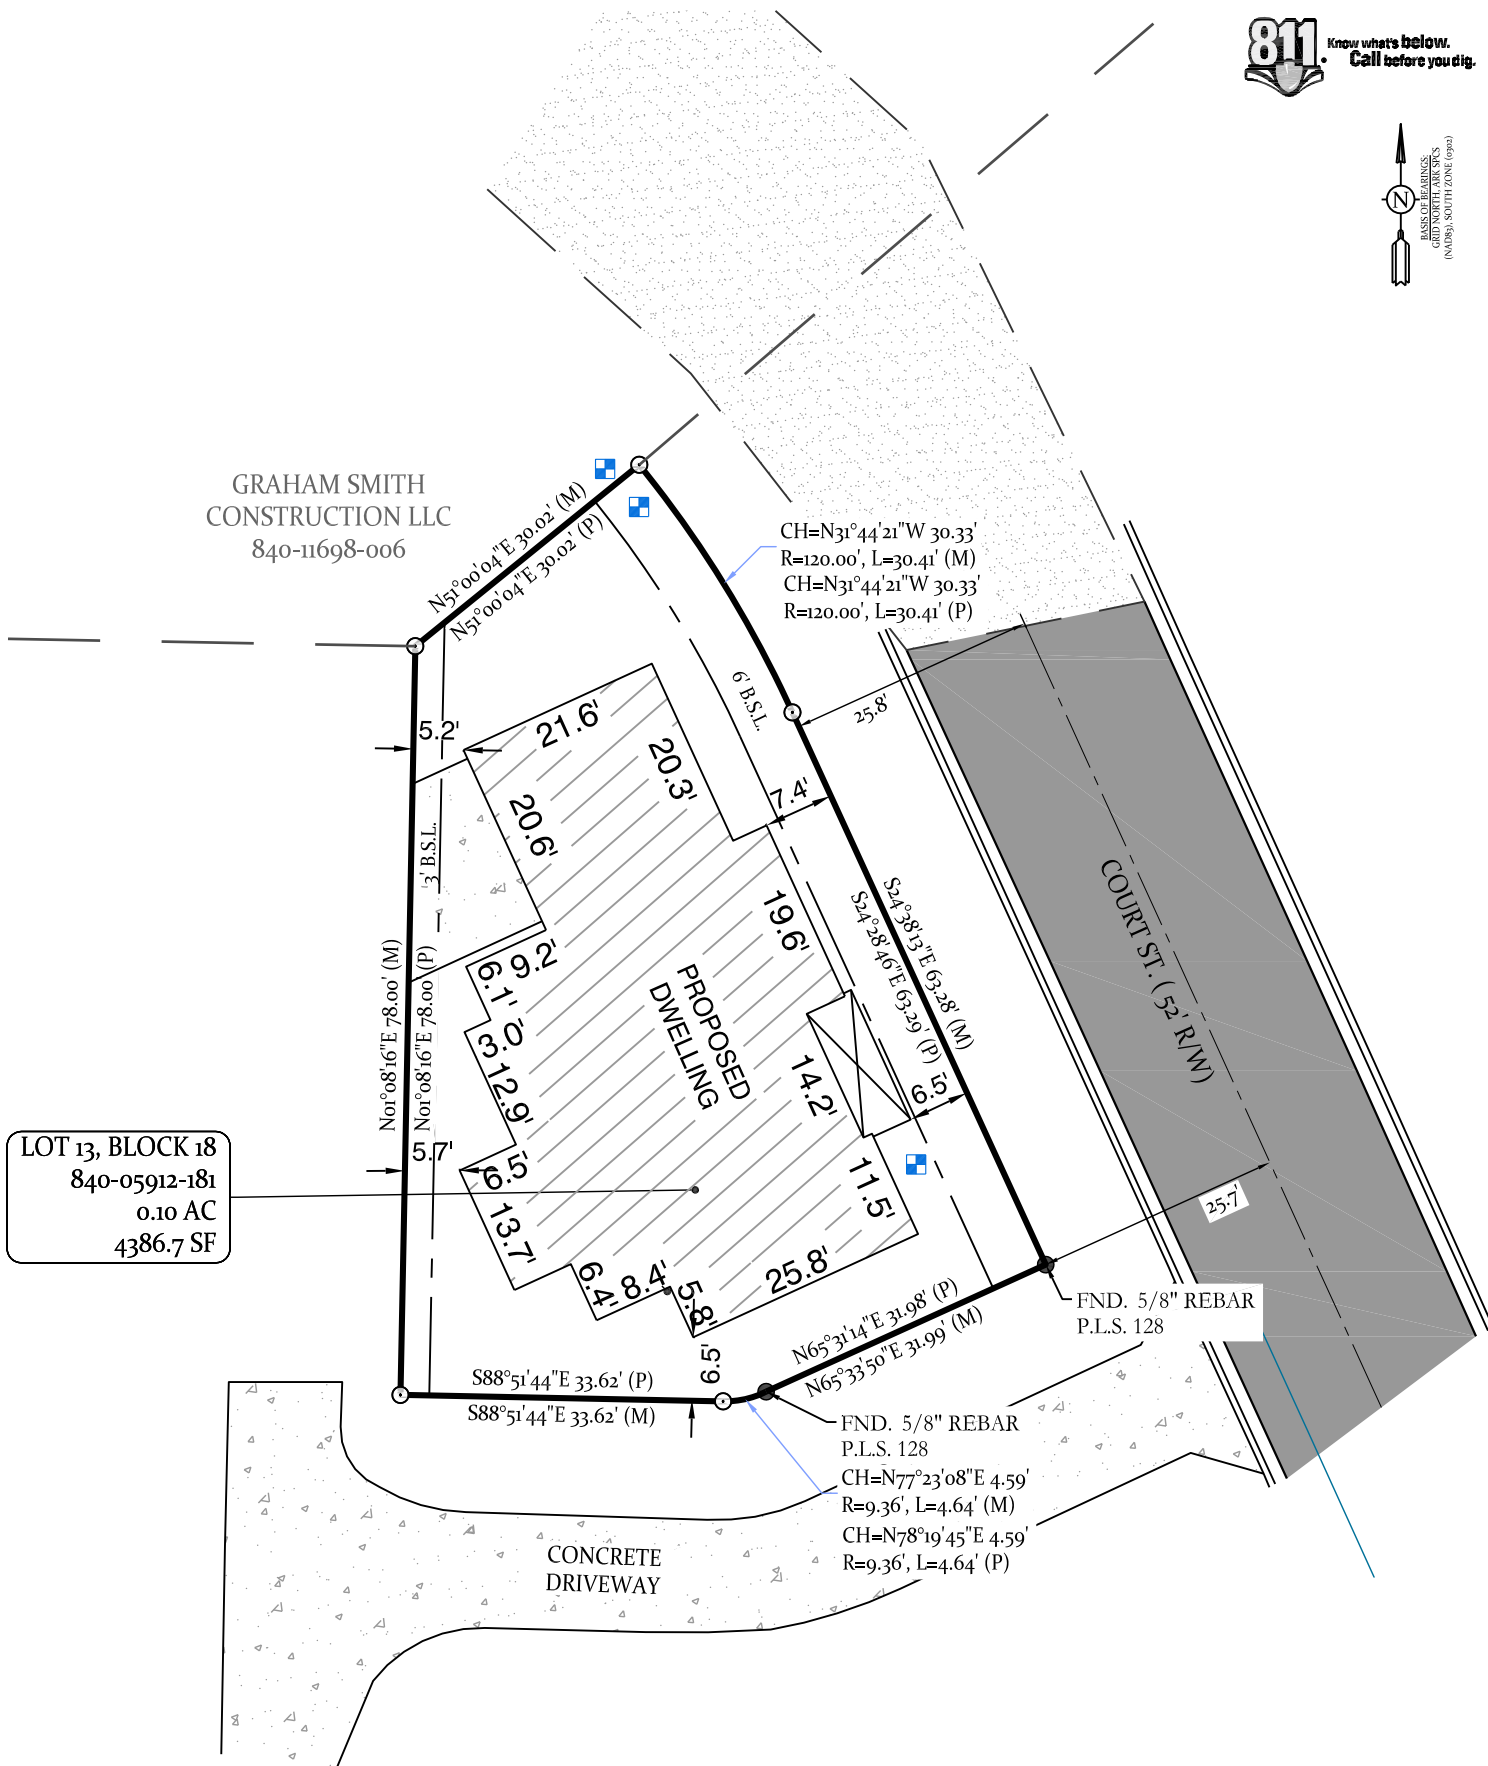 811
Know what's below.
Call before you dig.
N
BASIS OF BEARINGS:
GRID NORTH, ARK SPCS
(NAD83), SOUTH ZONE (0302)
GRAHAM SMITH
CONSTRUCTION LLC
840-11698-006
N51°00'04"E 30.02' (M)
N51°00'04"E 30.02' (P)
CH=N31°44'21"W 30.33'
R=120.00', L=30.41' (M)
CH=N31°44'21"W 30.33'
R=120.00', L=30.41' (P)
6' B.S.L.
25.8'
5.2'
21.6'
20.3'
20.6'
7.4'
3' B.S.L.
S24°38'13"E 63.28' (M)
S24°28'46"E 63.29' (P)
COURT ST. ( 52' R/W)
19.6'
9.2'
6.1'
3.0'
12.9'
PROPOSED
DWELLING
14.2'
6.5'
N01°08'16"E 78.00' (M)
N01°08'16"E 78.00' (P)
5.7'
6.5'
13.7'
11.5'
25.7'
LOT 13, BLOCK 18
840-05912-181
0.10 AC
4386.7 SF
6.4'
8.4'
5.8'
25.8'
6.5'
N65°31'14"E 31.98' (P)
N65°33'50"E 31.99' (M)
FND. 5/8" REBAR
P.L.S. 128
S88°51'44"E 33.62' (P)
S88°51'44"E 33.62' (M)
FND. 5/8" REBAR
P.L.S. 128
CH=N77°23'08"E 4.59'
R=9.36', L=4.64' (M)
CH=N78°19'45"E 4.59'
R=9.36', L=4.64' (P)
CONCRETE
DRIVEWAY